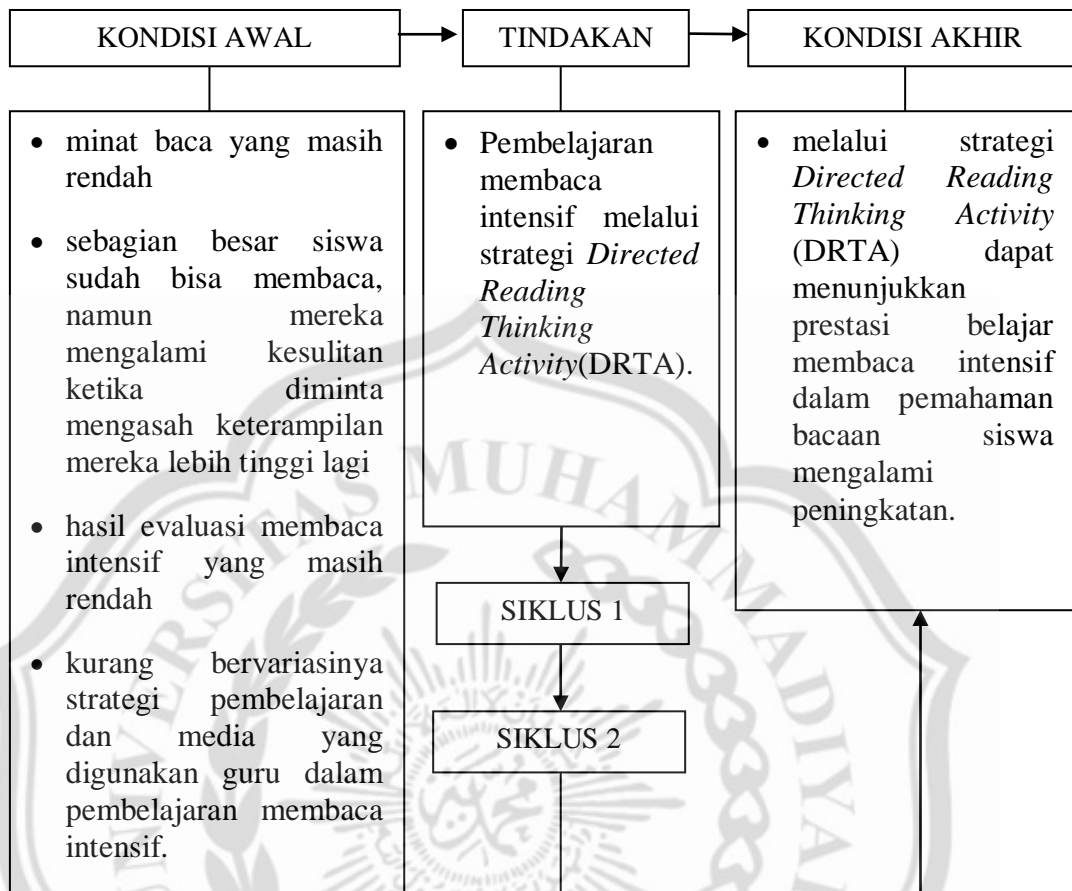 KONDISI AWAL
TINDAKAN
KONDISI AKHIR
• minat baca yang masih
rendah
• sebagian besar siswa
sudah bisa membaca,
namun mereka
mengalami kesulitan
ketika diminta
mengasah keterampilan
mereka lebih tinggi lagi
• hasil evaluasi membaca
intensif yang masih
rendah
• kurang bervariasinya
strategi pembelajaran
dan media yang
digunakan guru dalam
pembelajaran membaca
intensif.
• Pembelajaran
membaca
intensif melalui
strategi Directed
Reading
Thinking
Activity(DRTA).
SIKLUS 1
SIKLUS 2
• melalui strategi
Directed Reading
Thinking Activity
(DRTA) dapat
menunjukkan
prestasi belajar
membaca intensif
dalam pemahaman
bacaan siswa
mengalami
peningkatan.
UNIVERSITAS MUHAMMADIYA